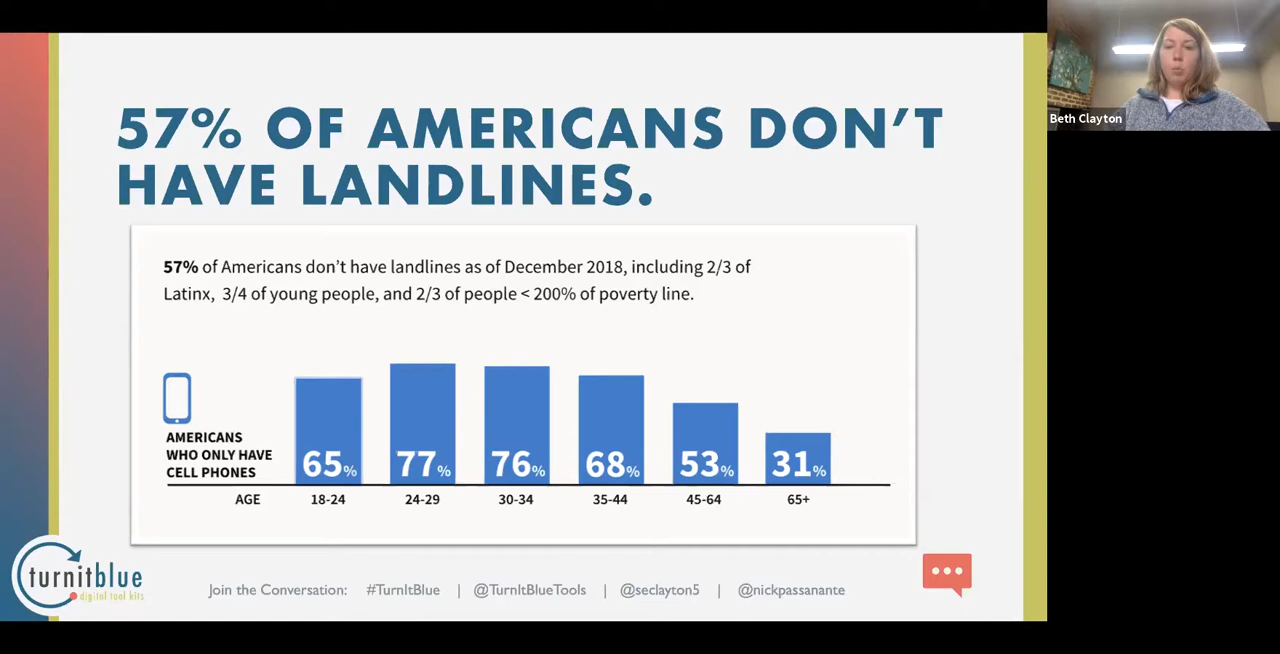 57% OF AMERICANS DON'T
HAVE LANDLINES.
57% of Americans don't have landlines as of December 2018, including 2/3 of
Latinx,  3/4 of young people, and 2/3 of people < 200% of poverty line.
AMERICANS
WHO ONLY HAVE
CELL PHONES
65% 77% 76% 68% 53% 31%
AGE 18-24 24-29 30-34 35-44 45-64 65+
turnitblue
digital tool kits
Join the Conversation: #TurnItBlue | @TurnItBlueTools | @seclayton5 | @nickpassanante
Beth Clayton